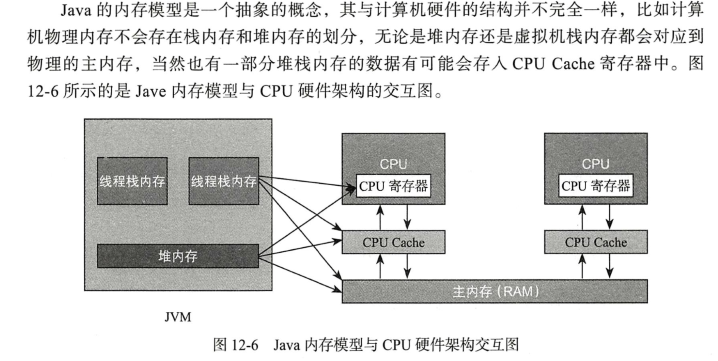 Java 的内存模型是一个抽象的概念，其与计算机硬件的结构并不完全一样，比如计算
机物理内存不会存在栈内存和堆内存的划分，无论是堆内存还是虚拟机栈内存都会对应到
物理的主内存，当然也有一部分堆栈内存的数据有可能会存入 CPU Cache 寄存器中。图
12-6 所示的是 Jave 内存模型与 CPU 硬件架构的交互图。
CPU
CPU
线程栈内存
线程栈内存
CPU 寄存器
CPU 寄存器
CPU Cache
CPU Cache
堆内存
主内存（RAM）
JVM
图 12-6 Java 内存模型与 CPU 硬件架构交互图